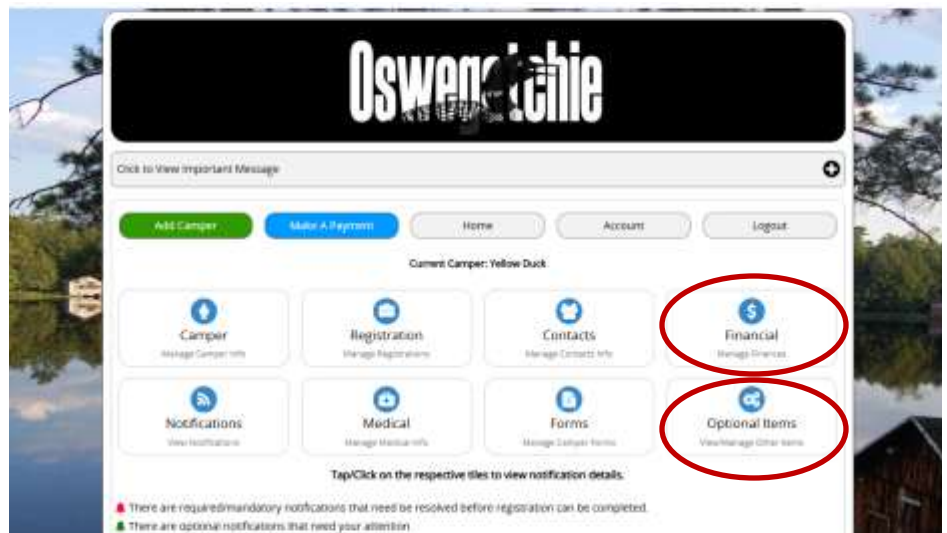 Oswegatchie
Click to View Important Message
Add Camper Make A Payment Home Account Logout
Current Camper: Yellow Duck
Camper Registration Contacts Financial
Manage Camper Info Manage Registrations Manage Contacts Info Manage Finances
Notifications Medical Forms Optional Items
View Notifications Manage Medical Info Manage Camper Forms View/Manage Other Items
Tap/Click on the respective tiles to view notification details.
There are required/mandatory notifications that need be resolved before registration can be completed.
There are optional notifications that need your attention